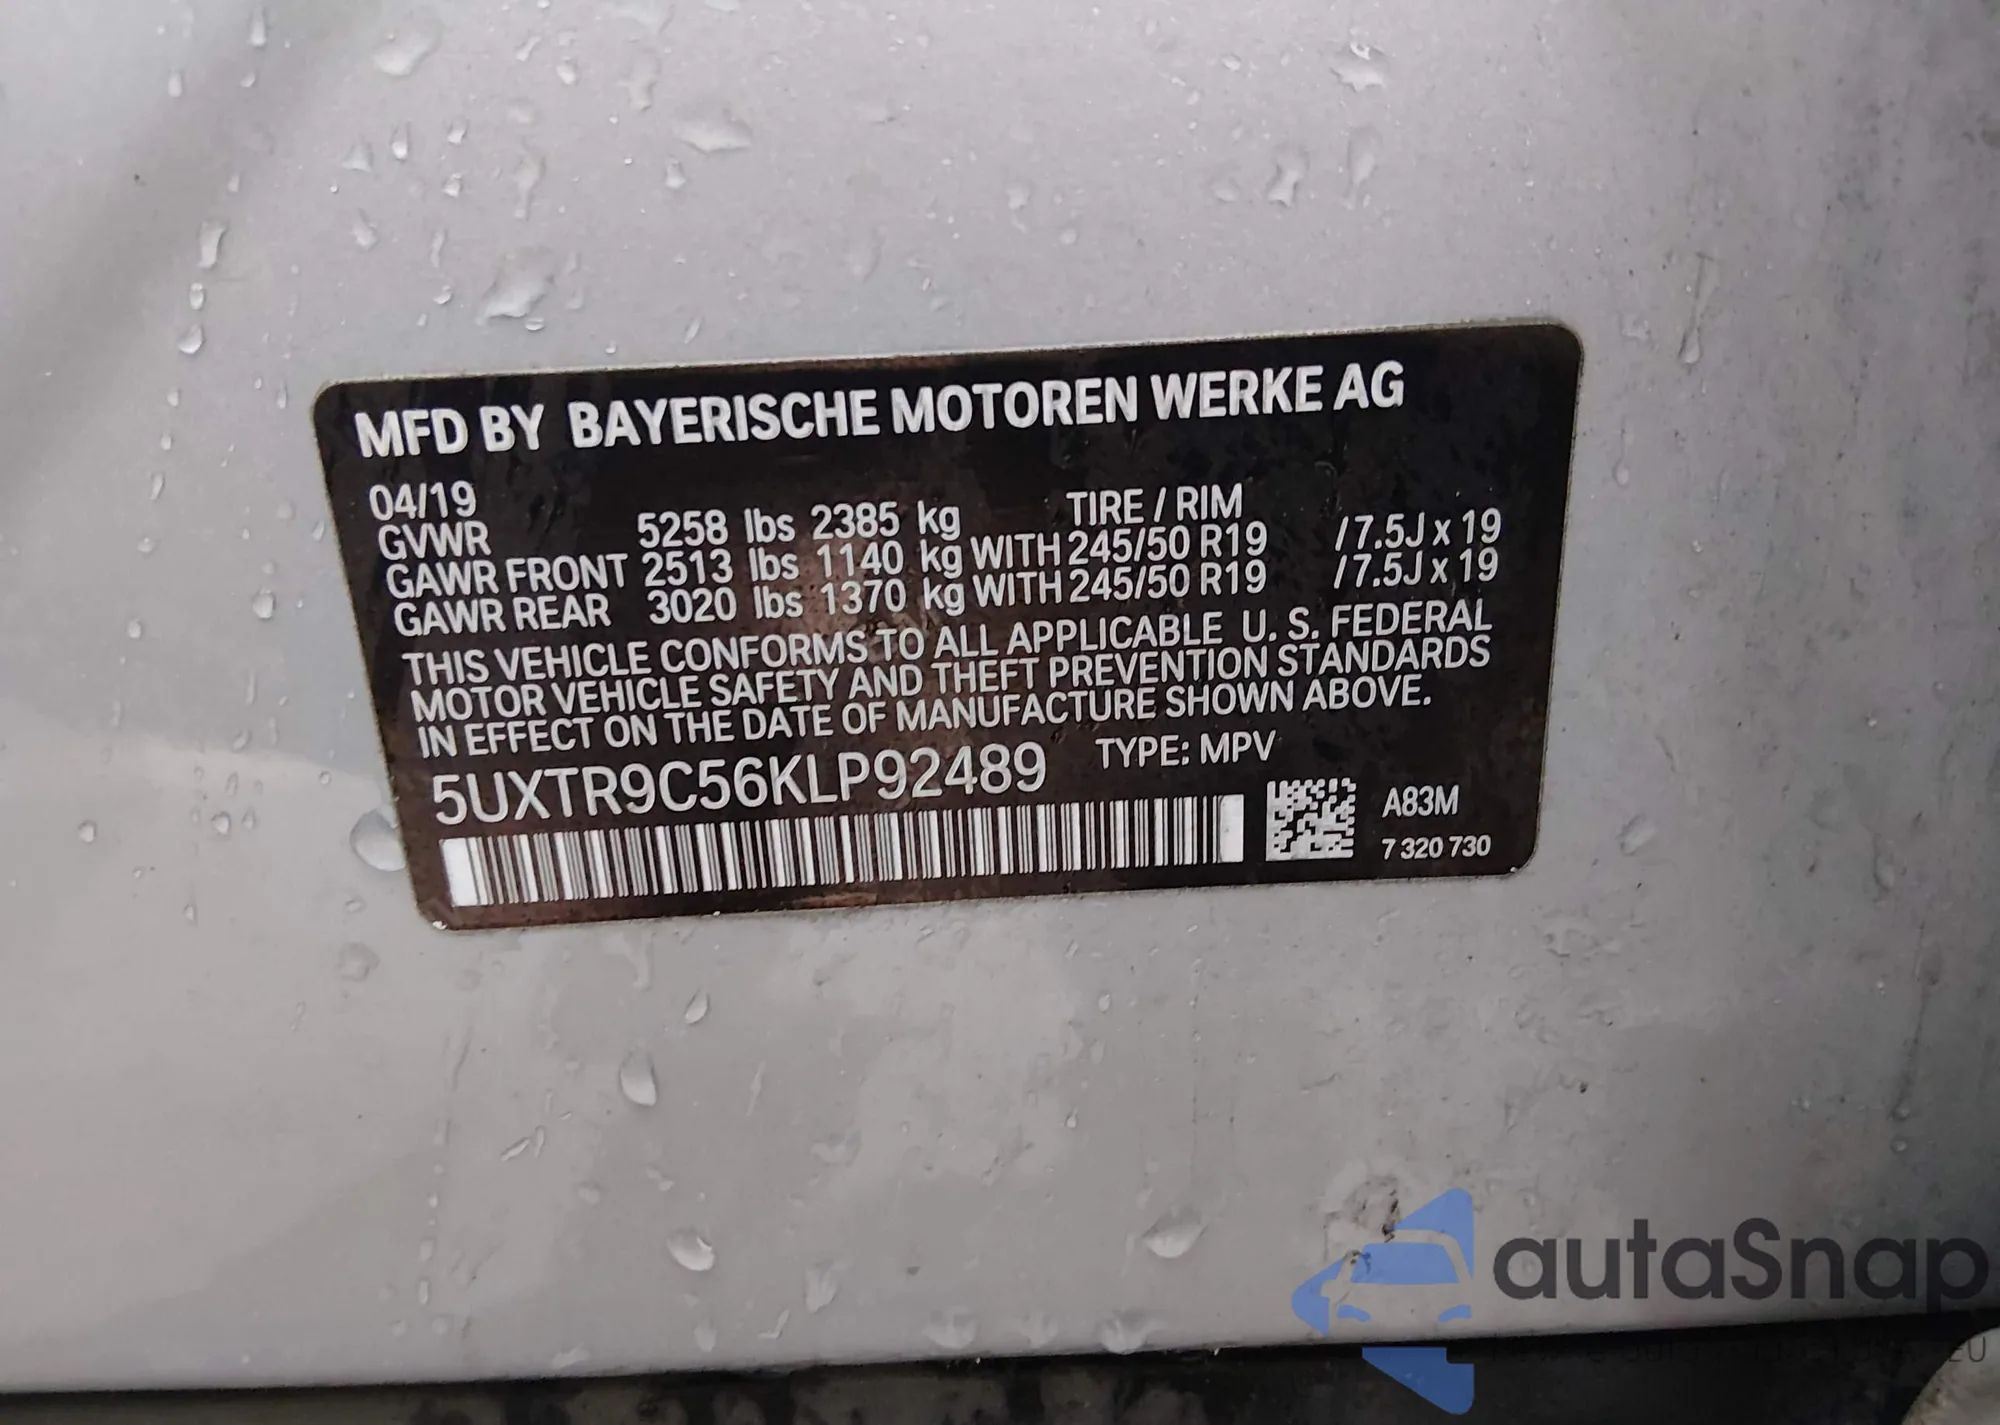 MFD BY BAYERISCHE MOTOREN WERKE AG
04/19
GVWR 5258 lbs 2385 kg TIRE / RIM
GAWR FRONT 2513 lbs 1140 kg WITH 245/50 R19 /7.5J x 19
GAWR REAR 3020 lbs 1370 kg WITH 245/50 R19 /7.5J x 19
THIS VEHICLE CONFORMS TO ALL APPLICABLE U. S. FEDERAL
MOTOR VEHICLE SAFETY AND THEFT PREVENTION STANDARDS
IN EFFECT ON THE DATE OF MANUFACTURE SHOWN ABOVE.
5UXTR9C56KLP92489 TYPE: MPV
A83M
7 320 730
autaSnap